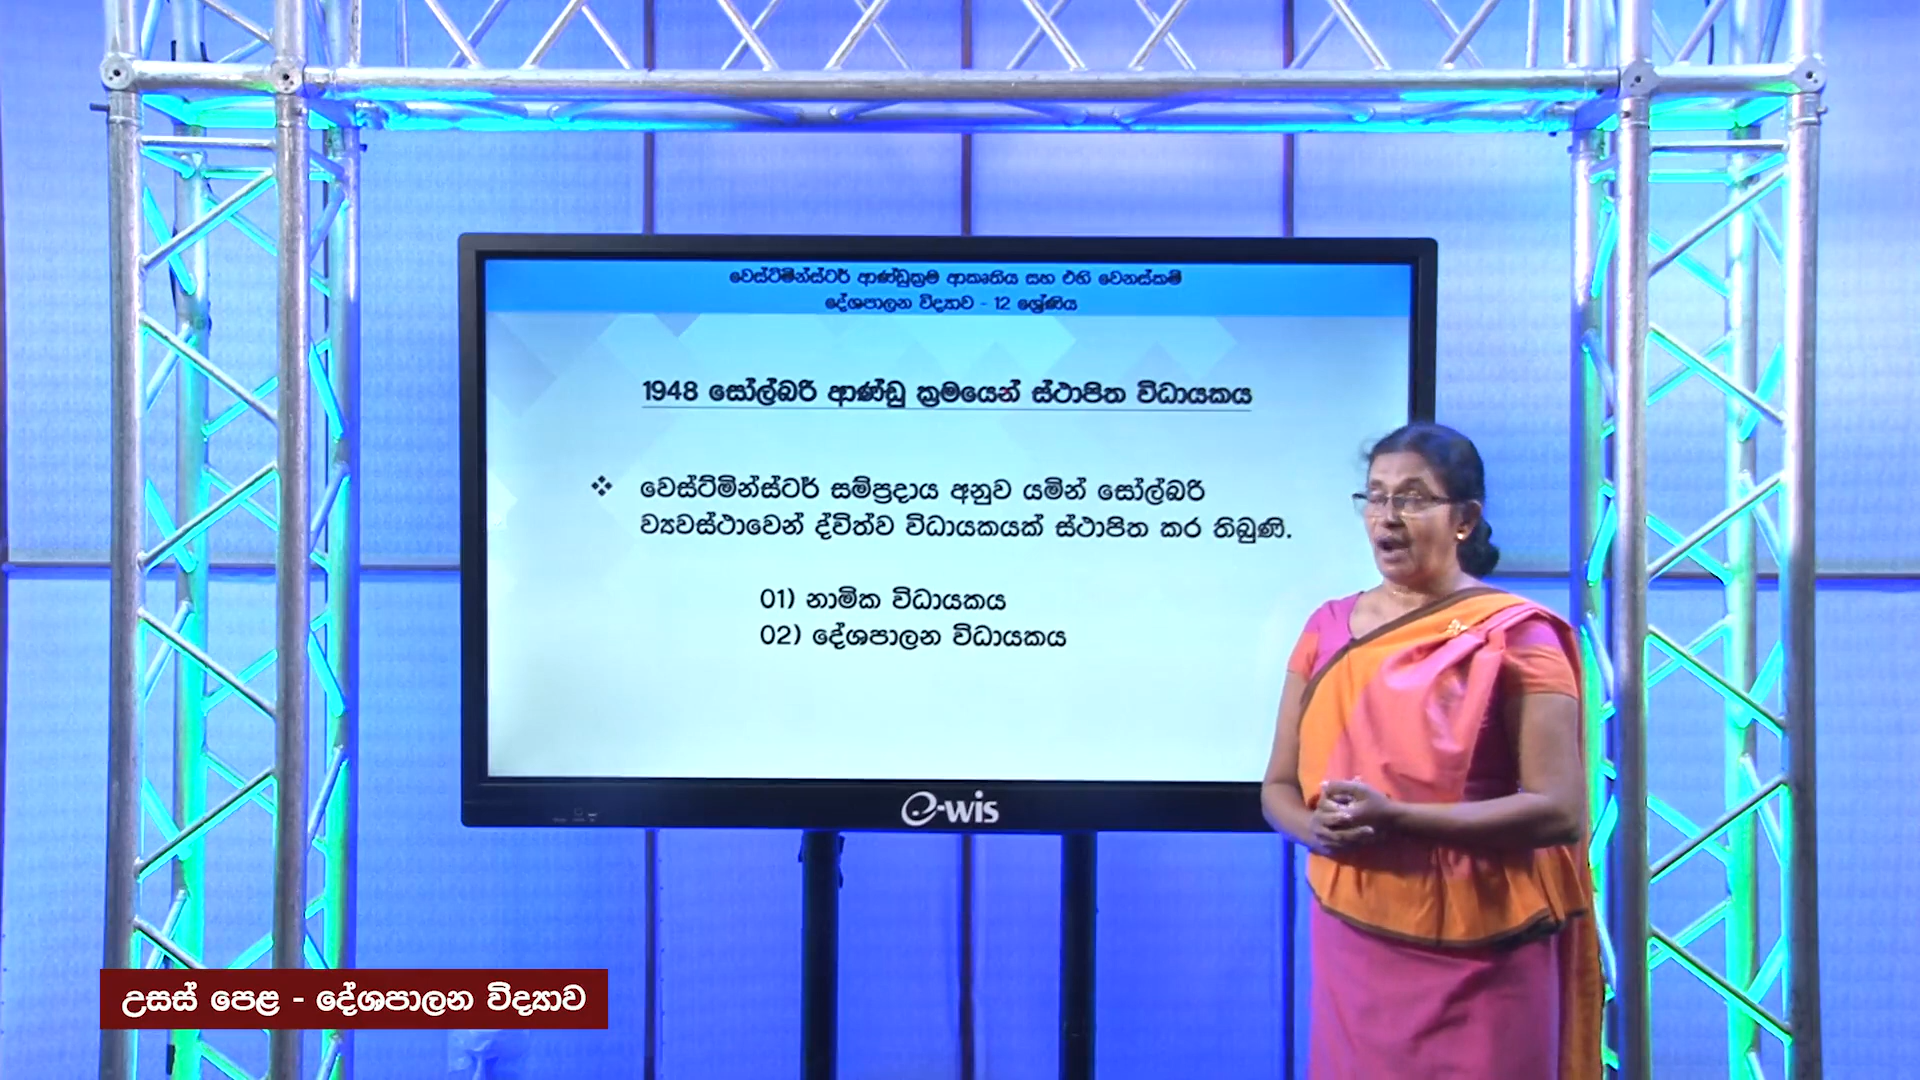 වෙස්ට්මින්ස්ටර් ආණ්ඩුක්‍රම ආකෘතිය සහ එහි වෙනස්කම්
දේශපාලන විද්‍යාව - 12 ශ්‍රේණිය
1948 සෝල්බරි ආණ්ඩු ක්‍රමයෙන් ස්ථාපිත විධායකය
❖ වෙස්ට්මින්ස්ටර් සම්ප්‍රදාය අනුව යමින් සෝල්බරි
ව්‍යවස්ථාවෙන් ද්විත්ව විධායකයක් ස්ථාපිත කර තිබුණි.
01) නාමික විධායකය
02) දේශපාලන විධායකය
e-wis
උසස් පෙළ - දේශපාලන විද්‍යාව